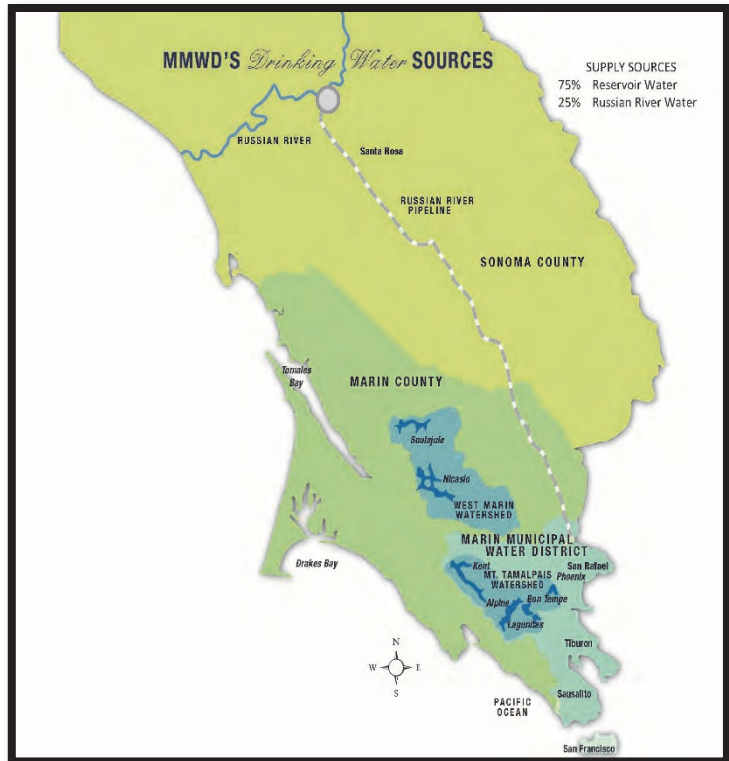 MMWD'S Drinking Water SOURCES
SUPPLY SOURCES
75% Reservoir Water
25% Russian River Water
RUSSIAN RIVER
Santa Rosa
RUSSIAN RIVER
PIPELINE
SONOMA COUNTY
Tomales
Bay
MARIN COUNTY
Soulajule
Nicasio
WEST MARIN
WATERSHED
MARIN MUNICIPAL
WATER DISTRICT
Drakes Bay
Kent
San Rafael
MT. TAMALPAIS
WATERSHED
Phoenix
Alpine
Bon Tempe
Lagunitas
Tiburon
N
W
E
S
Sausalito
PACIFIC
OCEAN
San Francisco